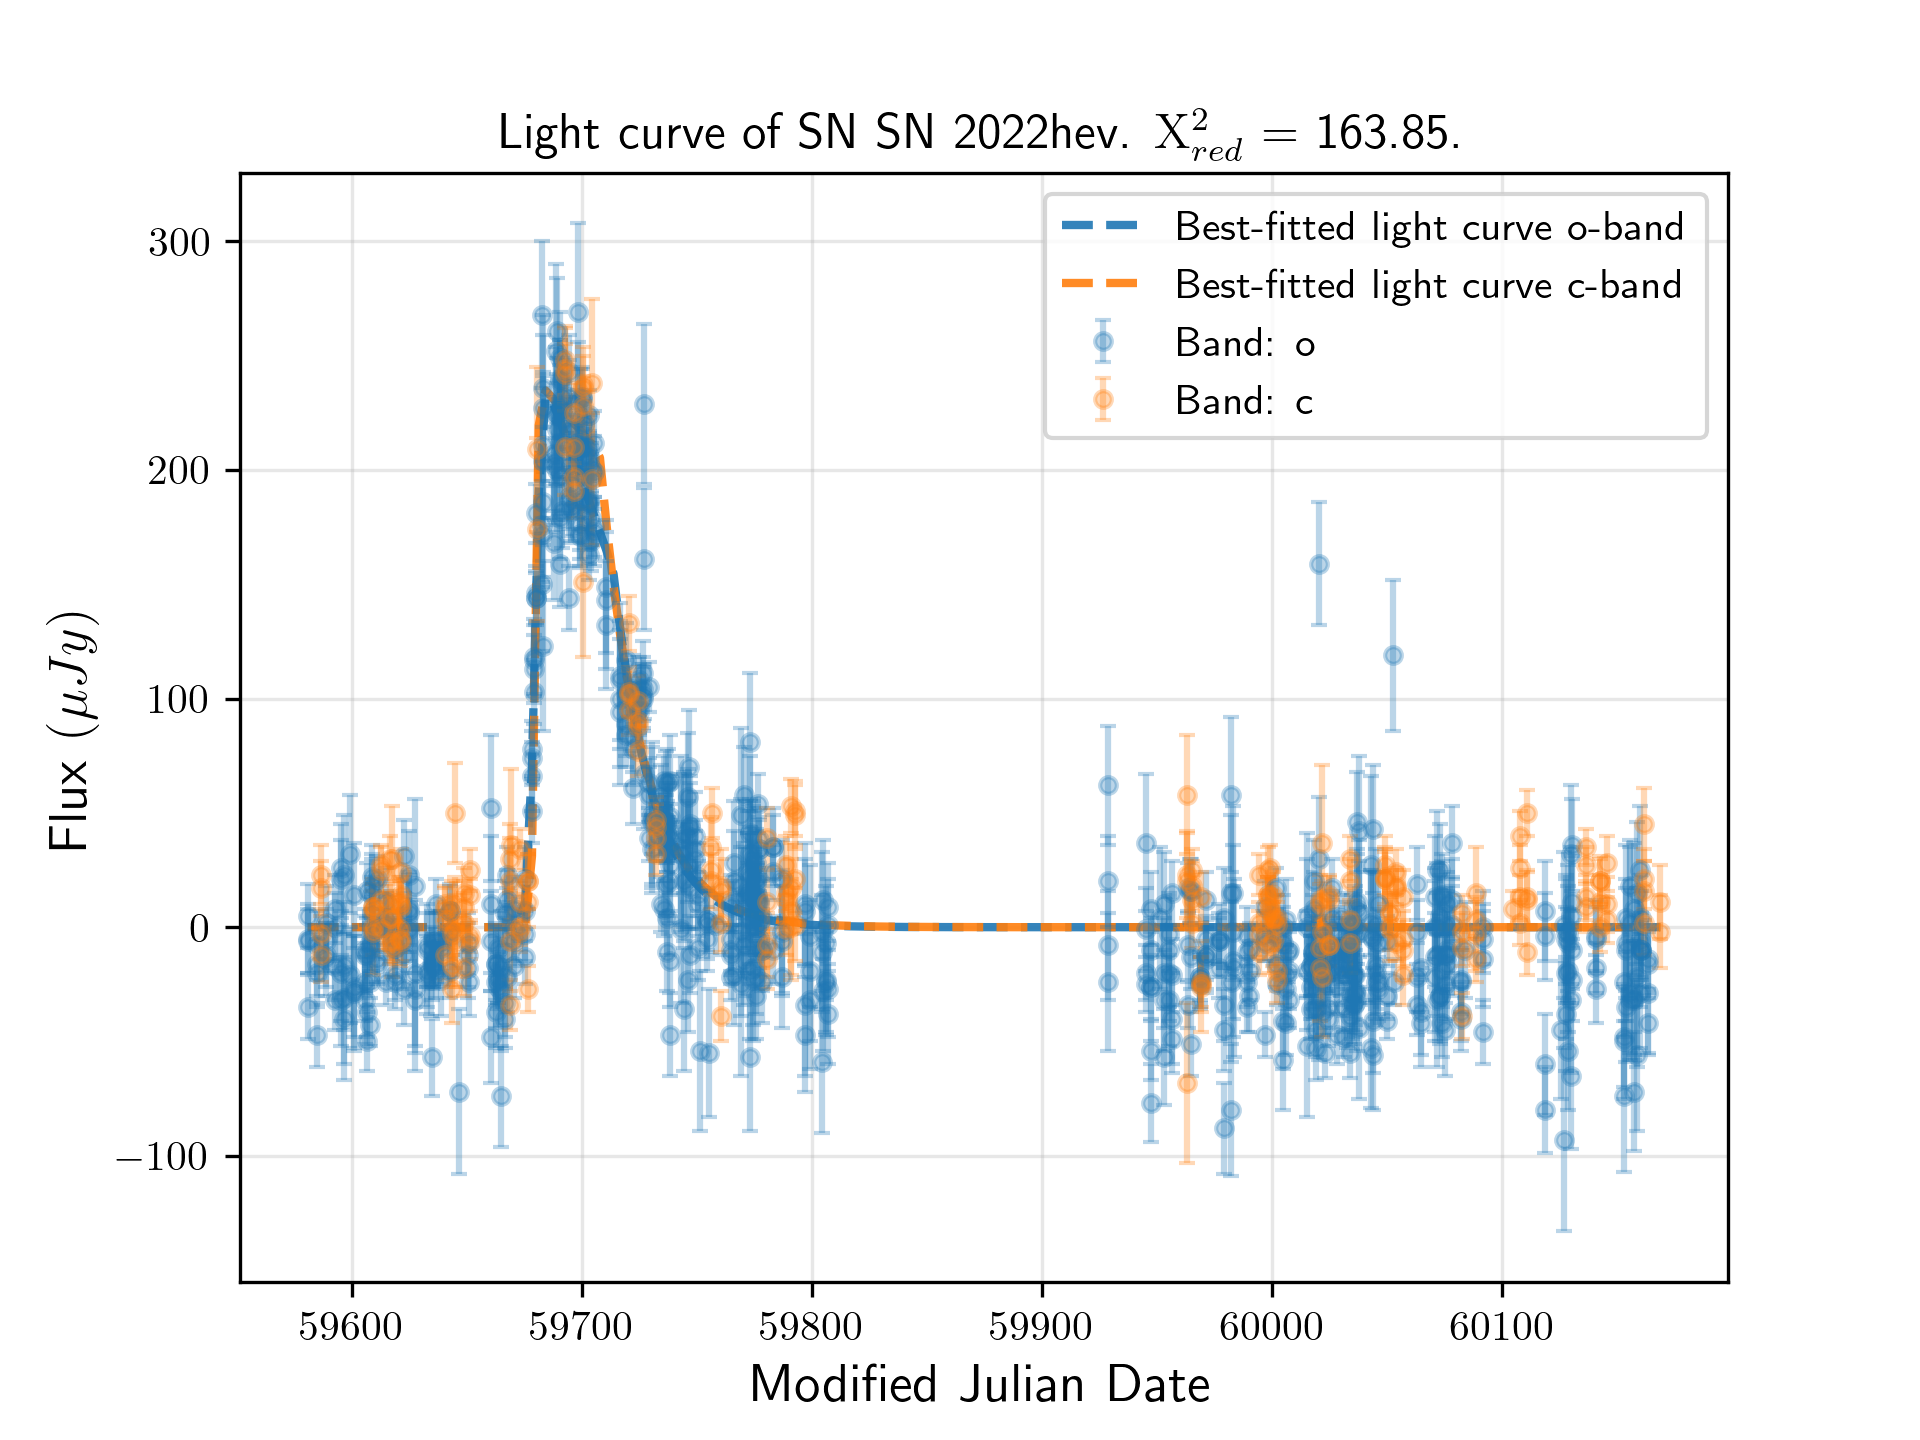 Light curve of SN SN 2022hev. X²_red = 163.85.
Best-fitted light curve o-band
Best-fitted light curve c-band
Band: o
Band: c
Flux (μJy)
300
200
100
0
−100
59600 59700 59800 59900 60000 60100
Modified Julian Date